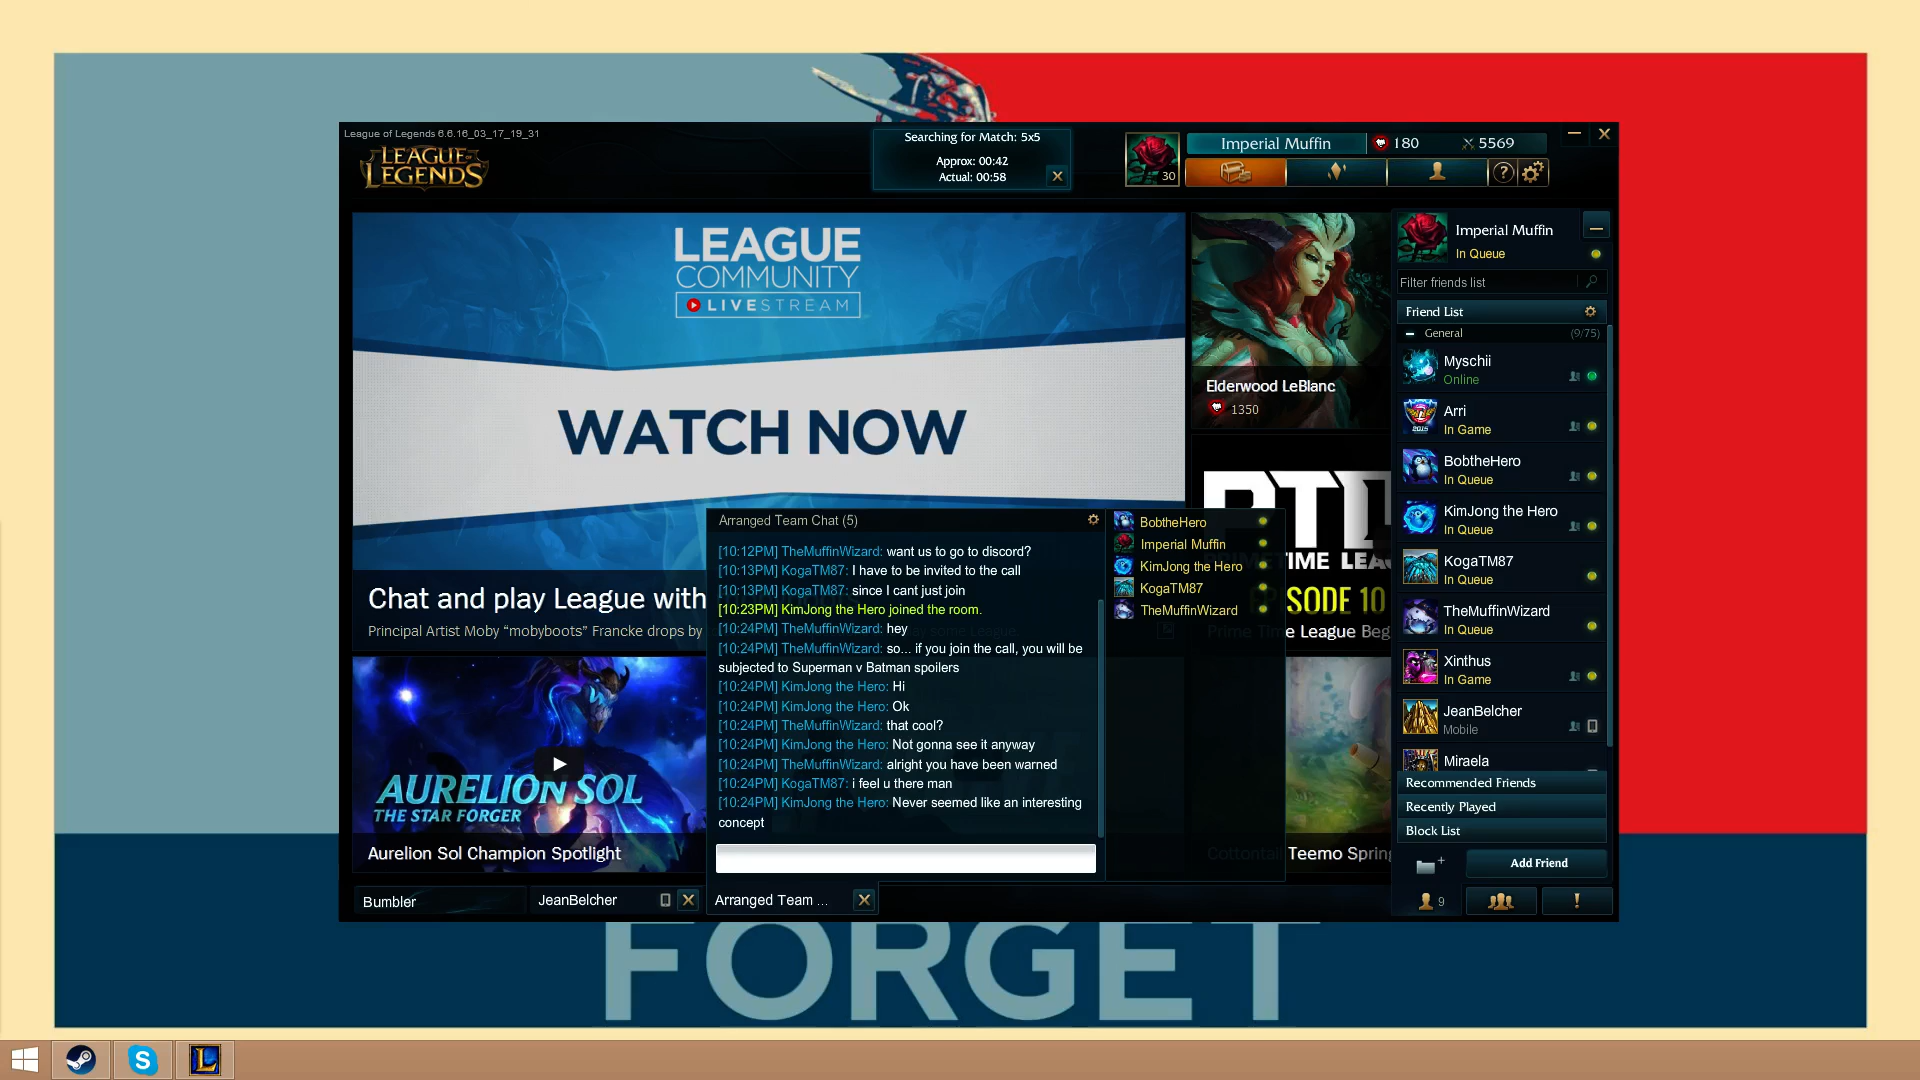 League of Legends 6.6.16_03_17_19_31
LEAGUE OF LEGENDS
Searching for Match: 5x5
Approx: 00:42
Actual: 00:58
30
Imperial Muffin
180
5569
?
LEAGUE
COMMUNITY
LIVESTREAM
WATCH NOW
Chat and play League with
Principal Artist Moby “mobyboots” Francke drops by
Elderwood LeBlanc
1350
TIME LEA
SODE 10
Prime Time League Beg
AURELION SOL
THE STAR FORGER
Aurelion Sol Champion Spotlight
Cottontail Teemo Spring
Arranged Team Chat (5)
[10:12PM] TheMuffinWizard: want us to go to discord?
[10:13PM] KogaTM87: I have to be invited to the call
[10:13PM] KogaTM87: since I cant just join
[10:23PM] KimJong the Hero joined the room.
[10:24PM] TheMuffinWizard: hey
[10:24PM] TheMuffinWizard: so... if you join the call, you will be
subjected to Superman v Batman spoilers
[10:24PM] KimJong the Hero: Hi
[10:24PM] KimJong the Hero: Ok
[10:24PM] TheMuffinWizard: that cool?
[10:24PM] KimJong the Hero: Not gonna see it anyway
[10:24PM] TheMuffinWizard: alright you have been warned
[10:24PM] KogaTM87: i feel u there man
[10:24PM] KimJong the Hero: Never seemed like an interesting
concept
BobtheHero
Imperial Muffin
KimJong the Hero
KogaTM87
TheMuffinWizard
Bumbler
JeanBelcher
Arranged Team ...
Imperial Muffin
In Queue
Filter friends list
Friend List
General (9/75)
Myschii
Online
Arri
In Game
2015
BobtheHero
In Queue
KimJong the Hero
In Queue
KogaTM87
In Queue
TheMuffinWizard
In Queue
Xinthus
In Game
JeanBelcher
Mobile
Miraela
Recommended Friends
Recently Played
Block List
Add Friend
9
!
FORGET
S
L